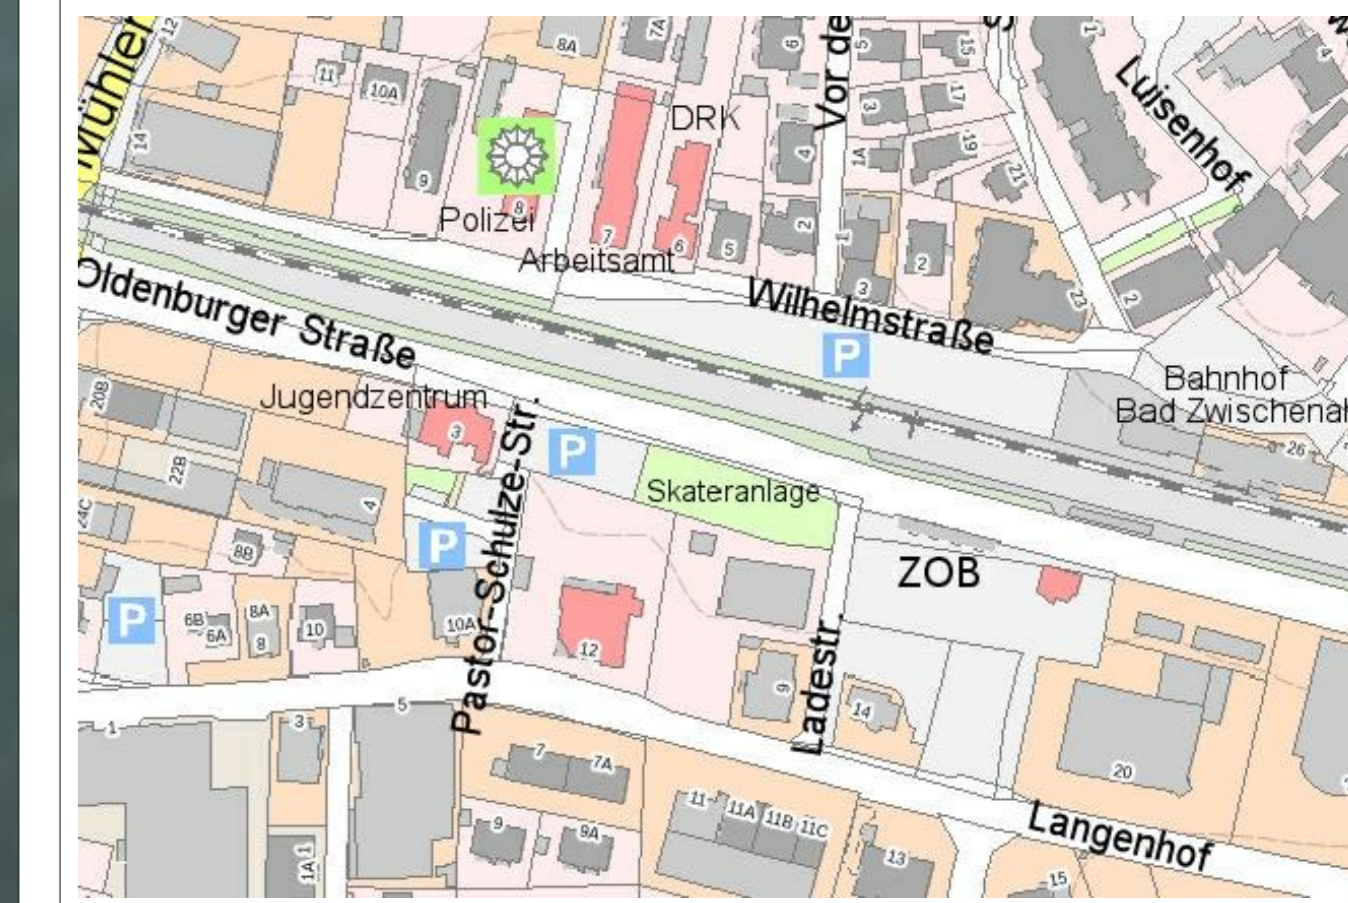 Mühlen
12
8A
7A
6
Vor de
5
15
S
1
Luisenhof
4
11
10A
14
9
DRK
3
17
4
1A
19
21
8
Polizei
7
6
5
2
1
2
Arbeitsamt
3
23
2
Oldenburger Straße
Wilhelmstraße
P
Bahnhof
Bad Zwischenah
Jugendzentrum
20B
3
Pastor-Schulze-Str.
P
22B
Skateranlage
26
24C
4
P
8B
ZOB
P
6B
6A
8A
8
10
10A
12
9
Ladestr.
14
1
3
5
7
7A
20
11
11A
11B
11C
Langenhof
9
9A
1
1A
13
15